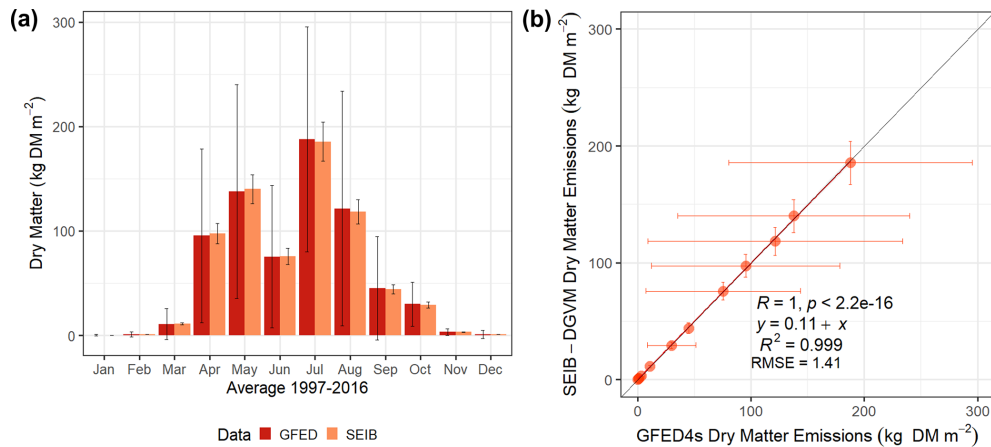 (a)
Dry Matter (kg DM m−2)
300
200
100
0
Jan Feb Mar Apr May Jun Jul Aug Sep Oct Nov Dec
Average 1997-2016
Data GFED SEIB
(b)
SEIB−DGVM Dry Matter Emissions (kg DM m−2)
300
200
100
0
R = 1, p < 2.2e-16
y = 0.11 + x
R2 = 0.999
RMSE = 1.41
0 100 200 300
GFED4s Dry Matter Emissions (kg DM m−2)